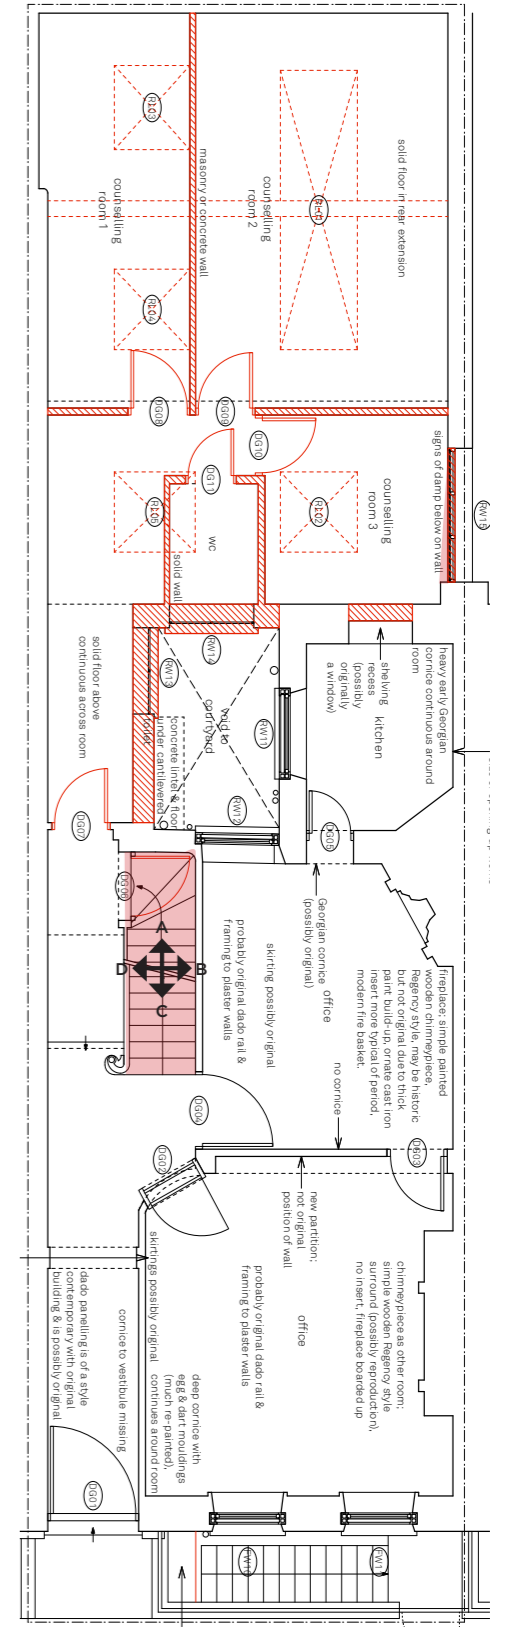 RL03
masonry or concrete wall
counselling
room 1
counselling
room 2
RL01
solid floor in rear extension
RL04
DG08
DG09
DG10
DG11
signs of damp below on wall
counselling
room 3
RL02
RL05
wc
solid wall
RW15
solid floor above
continuous across room
RW14
RW13
void to
courtyard
toilet
concrete lintel & floor
under cantilevered
RW11
RW12
heavy early Georgian
cornice continuous around
room
shelving
recess
(possibly
originally
a window)
kitchen
DG05
DG07
DG06
A
B
C
D
Georgian cornice
(possibly original)
office
skirting possibly original
probably original dado rail &
framing to plaster walls
fireplace; simple painted
wooden chimneypiece,
Regency style, may be historic
but not original due to thick
paint build-up, ornate cast iron
insert more typical of period,
modern fire basket.
no cornice
DG04
DG03
DG02
new partition;
not original
position of wall
skirtings possibly original
probably original dado rail &
framing to plaster walls
office
chimneypiece as other room;
simple wooden Regency style
surround (possibly reproduction),
no insert, fireplace boarded up
deep cornice with
egg & dart mouldings
(much re-painted),
continues around room
cornice to vestibule missing
dado panelling is of a style
contemporary with original
building & is possibly original
DG01
FW10